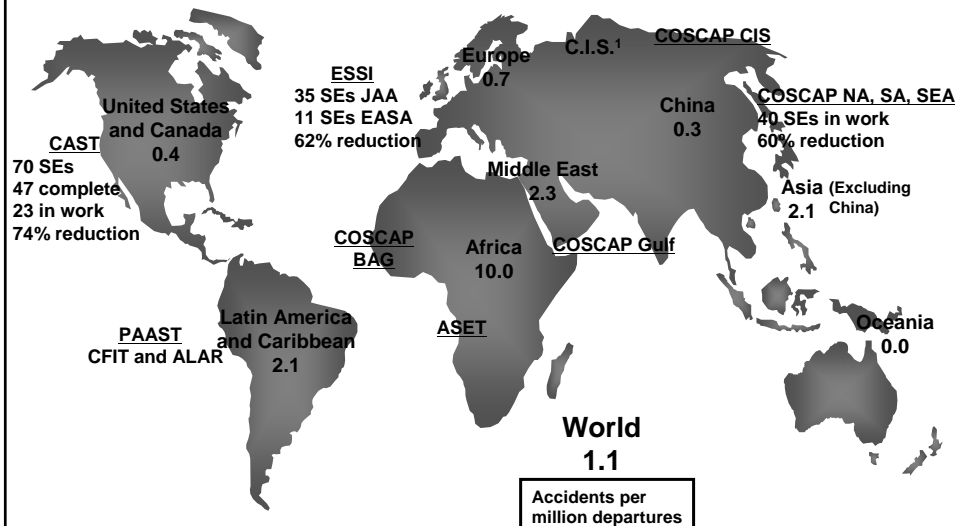 United States
and Canada
0.4
CAST
70 SEs
47 complete
23 in work
74% reduction
PAAST
CFIT and ALAR
Latin America
and Caribbean
2.1
ESSI
35 SEs JAA
11 SEs EASA
62% reduction
Europe
0.7
C.I.S.¹
COSCAP CIS
China
0.3
COSCAP NA, SA, SEA
40 SEs in work
60% reduction
Middle East
2.3
Asia (Excluding
2.1 China)
COSCAP
BAG
Africa
10.0
COSCAP Gulf
ASET
Oceania
0.0
World
1.1
Accidents per
million departures